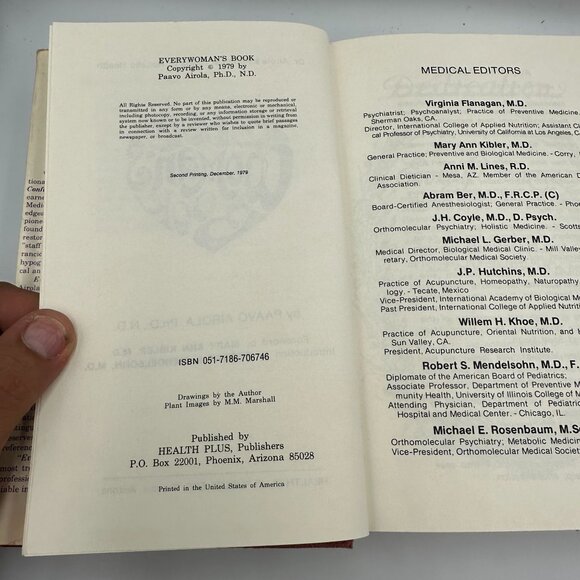 EVERYWOMAN'S BOOK
Copyright © 1979 by
Paavo Airola, Ph.D., N.D.
All Rights Reserved. No part of this publication may be reproduced or
transmitted in any form or by any means, electronic or mechanical,
including photocopy, recording, or any information storage or retrieval
system now known or to be invented, without permission in writing from
the publisher, except by a reviewer who wishes to quote brief passages
in connection with a review written for inclusion in a magazine,
newspaper, or broadcast.
Second Printing, December, 1979
ISBN 051-7186-706746
Drawings by the Author
Plant Images by M.M. Marshall
Published by
HEALTH PLUS, Publishers
P.O. Box 22001, Phoenix, Arizona 85028
Printed in the United States of America
MEDICAL EDITORS
Virginia Flanagan, M.D.
Psychiatrist; Psychoanalyst; Practice of Preventive Medicine.
Sherman Oaks, CA.
Director, International College of Applied Nutrition; Assistant C
cal Professor of Psychiatry, University of California at Los Angeles, C
Mary Ann Kibler, M.D.
General Practice; Preventive and Biological Medicine. - Corry,
Anni M. Lines, R.D.
Clinical Dietician - Mesa, AZ. Member of the American D
Association.
Abram Ber, M.D., F.R.C.P. (C)
Board-Certified Anesthesiologist; General Practice. - Phoe
J.H. Coyle, M.D., D. Psych.
Orthomolecular Psychiatry; Holistic Medicine. - Scotts
Michael L. Gerber, M.D.
Medical Director, Biological Medical Clinic. - Mill Valley
retary, Orthomolecular Medical Society.
J.P. Hutchins, M.D.
Practice of Acupuncture, Homeopathy, Naturopathy
logy. - Tecate, Mexico
Vice-President, International Academy of Biological M
Past President, International College of Applied Nutrition
Willem H. Khoe, M.D.
Practice of Acupuncture, Oriental Nutrition, and H
Sun Valley, CA.
President, Acupuncture Research Institute.
Robert S. Mendelsohn, M.D., F.
Diplomate of the American Board of Pediatrics;
Associate Professor, Department of Preventive M
munity Health, University of Illinois College of M
Attending Physician, Department of Pediatric
Hospital and Medical Center. - Chicago, IL.
Michael E. Rosenbaum, M.Sc
Orthomolecular Psychiatry; Metabolic Medicin
Vice-President, Orthomolecular Medical Society